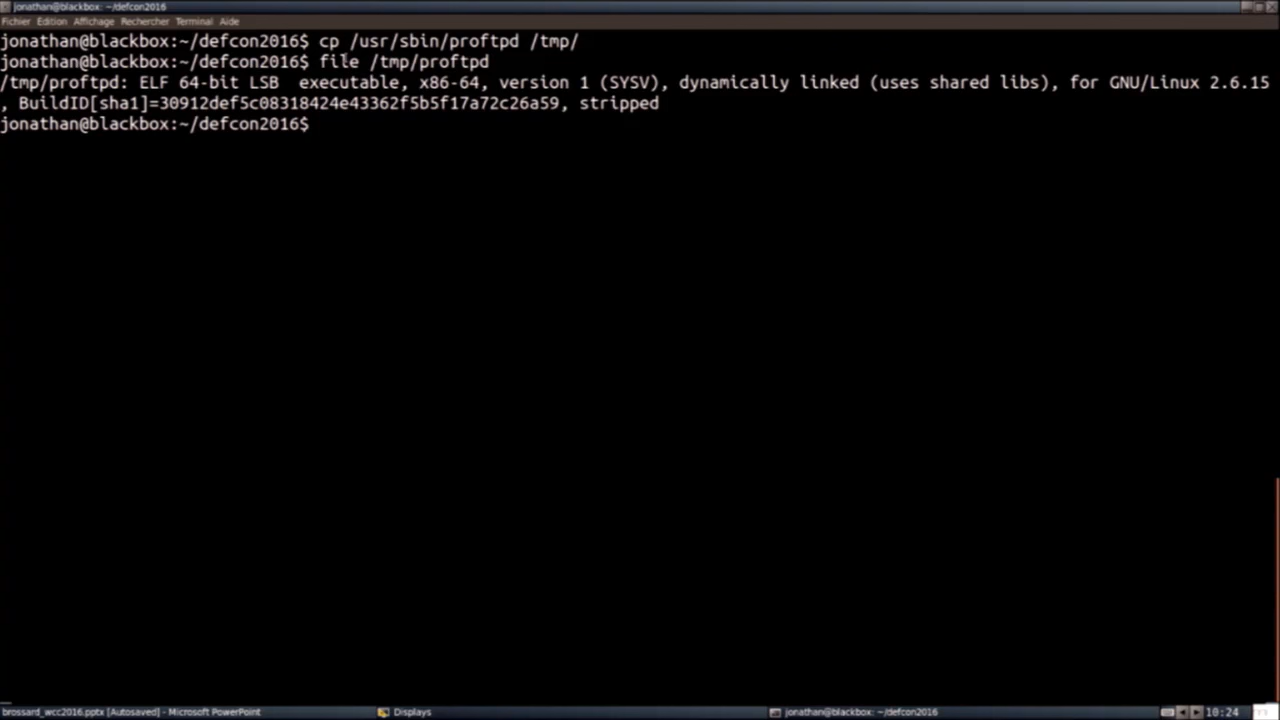 jonathan@blackbox: ~/defcon2016
Fichier Édition Affichage Rechercher Terminal Aide
jonathan@blackbox:~/defcon2016$ cp /usr/sbin/proftpd /tmp/
jonathan@blackbox:~/defcon2016$ file /tmp/proftpd
/tmp/proftpd: ELF 64-bit LSB  executable, x86-64, version 1 (SYSV), dynamically linked (uses shared libs), for GNU/Linux 2.6.15
, BuildID[sha1]=30912def5c08318424e43362f5b5f17a72c26a59, stripped
jonathan@blackbox:~/defcon2016$
brossard_wcc2016.pptx [Autosaved] - Microsoft PowerPoint Displays jonathan@blackbox: ~/defcon2016 10:24